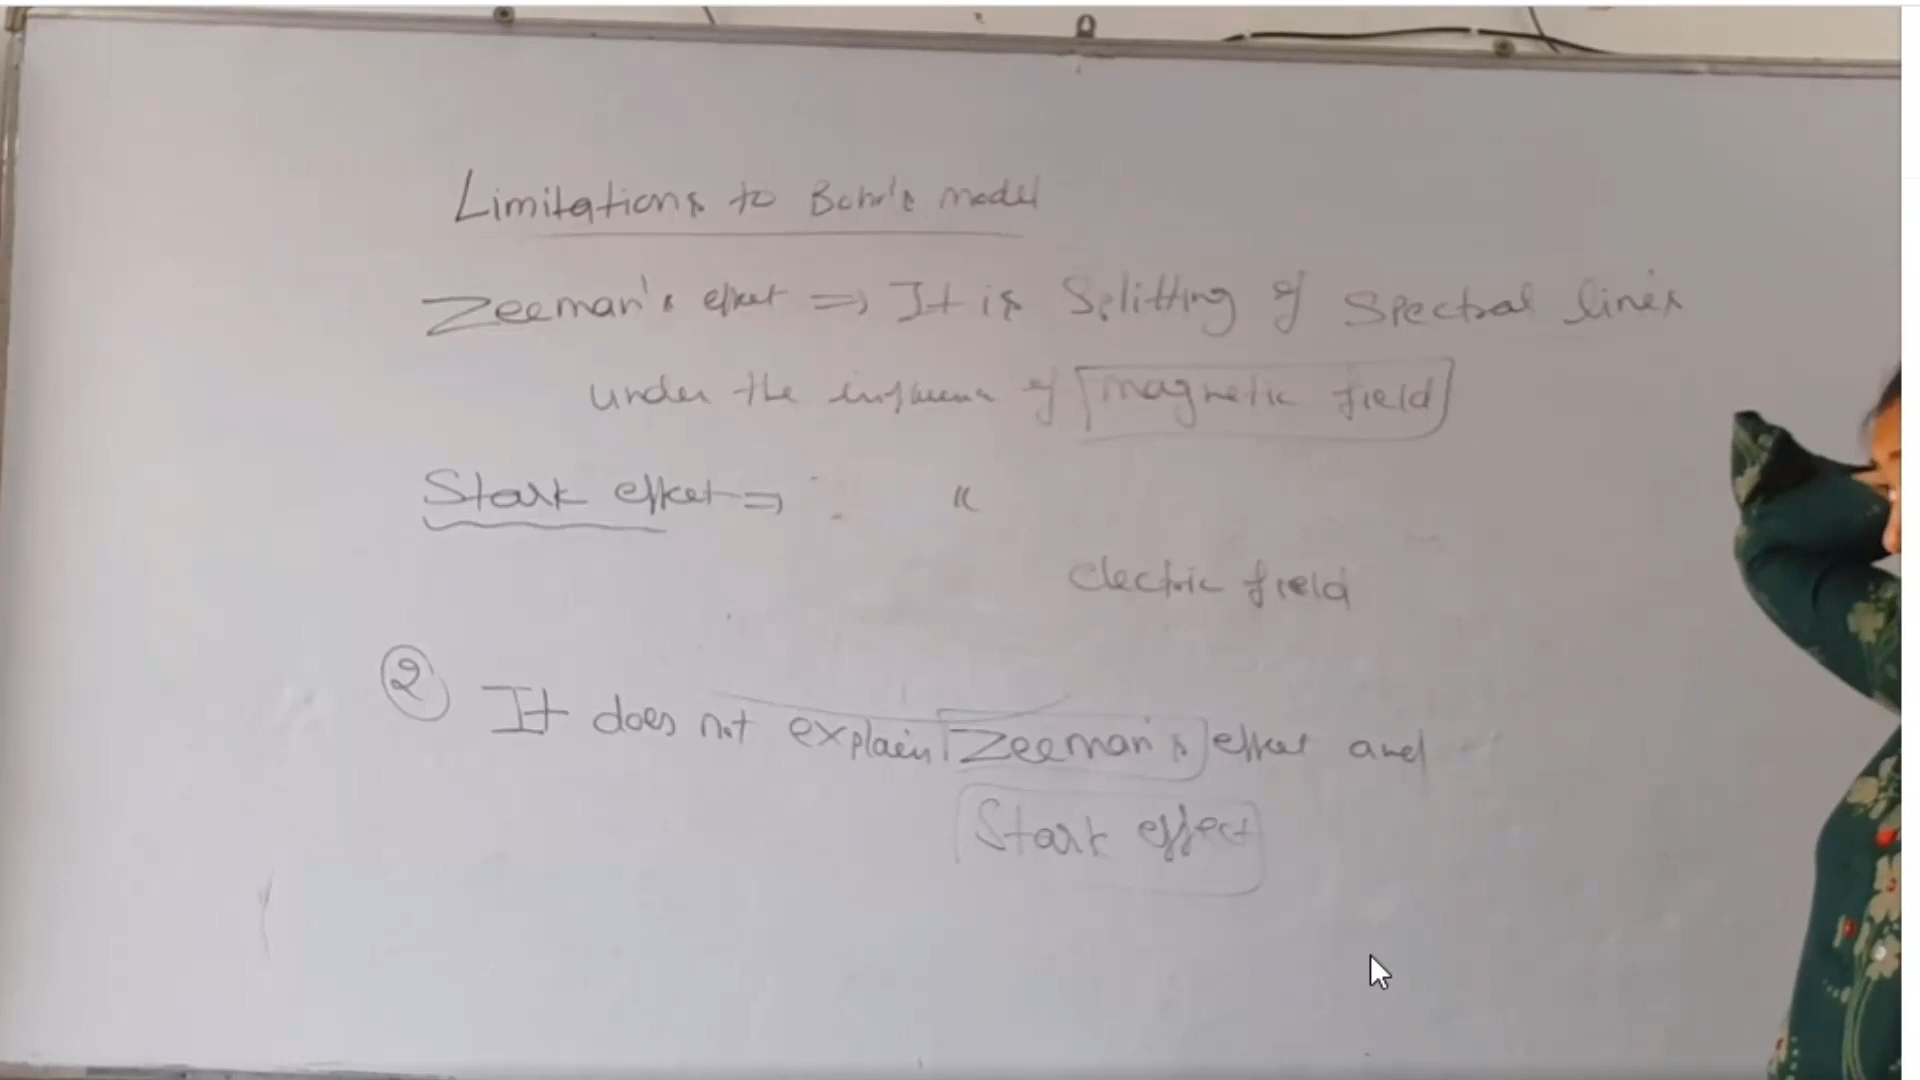 Limitations to Bohr's model
Zeeman's effect => It is Splitting of Spectral lines
under the influence of magnetic field
Stark effect => "
electric field
② It does not explain Zeeman's effect and
Stark effect